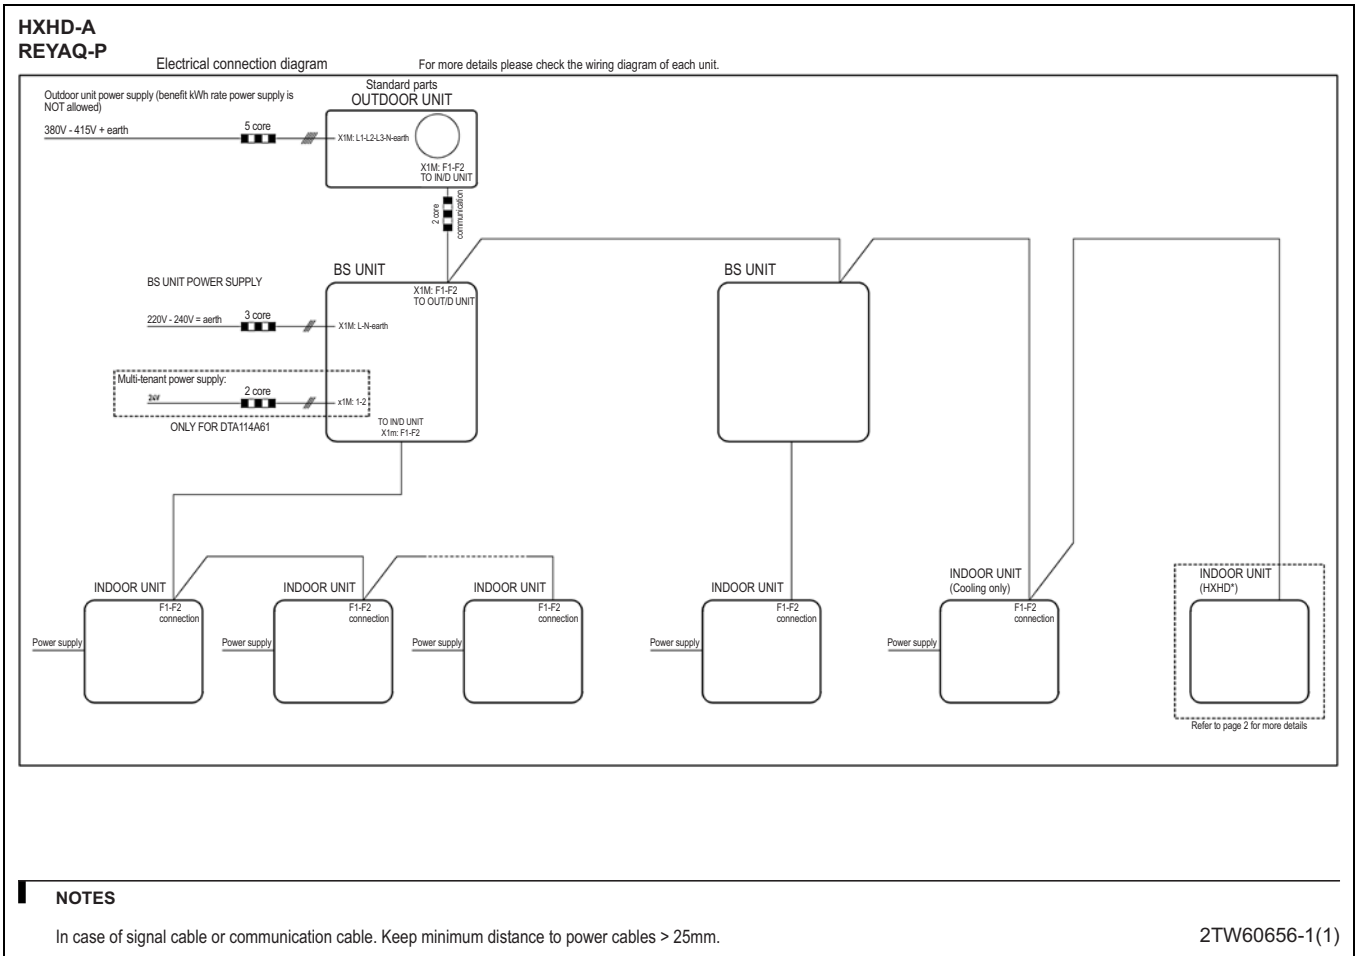 HXHD-A
REYAQ-P
Electrical connection diagram
For more details please check the wiring diagram of each unit.
Outdoor unit power supply (benefit kWh rate power supply is
NOT allowed)
380V - 415V + earth
5 core
Standard parts
OUTDOOR UNIT
X1M: L1-L2-L3-N-earth
X1M: F1-F2
TO IN/D UNIT
2 core
communication
BS UNIT POWER SUPPLY
220V - 240V = aerth
3 core
BS UNIT
X1M: F1-F2
TO OUT/D UNIT
X1M: L-N-earth
Multi-tenant power supply:
24V
2 core
x1M: 1-2
ONLY FOR DTA114A61
TO IN/D UNIT
X1m: F1-F2
BS UNIT
INDOOR UNIT
F1-F2
connection
Power supply
INDOOR UNIT
F1-F2
connection
Power supply
INDOOR UNIT
F1-F2
connection
Power supply
INDOOR UNIT
F1-F2
connection
Power supply
INDOOR UNIT
(Cooling only)
F1-F2
connection
Power supply
INDOOR UNIT
(HXHD*)
Refer to page 2 for more details
NOTES
In case of signal cable or communication cable. Keep minimum distance to power cables > 25mm.
2TW60656-1(1)